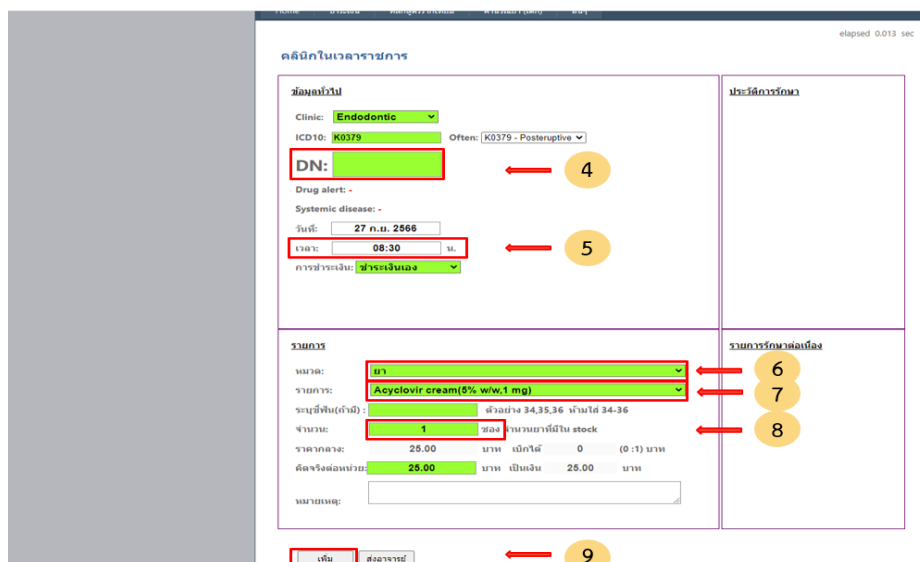 Home ชำระเงิน
elapsed 0.013 sec
คลินิกในเวลาราชการ
ข้อมูลทั่วไป
ประวัติการรักษา
Clinic: Endodontic
ICD10: K0379 Often: K0379 - Posteruptive
DN: 4
Drug alert: -
Systemic disease: -
วันที่: 27 ก.ย. 2566
เวลา: 08:30 น. 5
การชำระเงิน: ชำระเงินเอง
รายการ
รายการรักษาต่อเนื่อง
หมวด: ยา 6
รายการ: Acyclovir cream(5% w/w,1 mg) 7
ระบุซี่ฟัน(ถ้ามี) : ตัวอย่าง 34,35,36 ห้ามใส่ 34-36
จำนวน: 1 ซอง จำนวนยาที่มีใน stock 8
ราคากลาง: 25.00 บาท เบิกได้ 0 (0 :1) บาท
คิดจริงต่อหน่วย: 25.00 บาท เป็นเงิน 25.00 บาท
หมายเหตุ:
เพิ่ม ส่งอาจารย์ 9